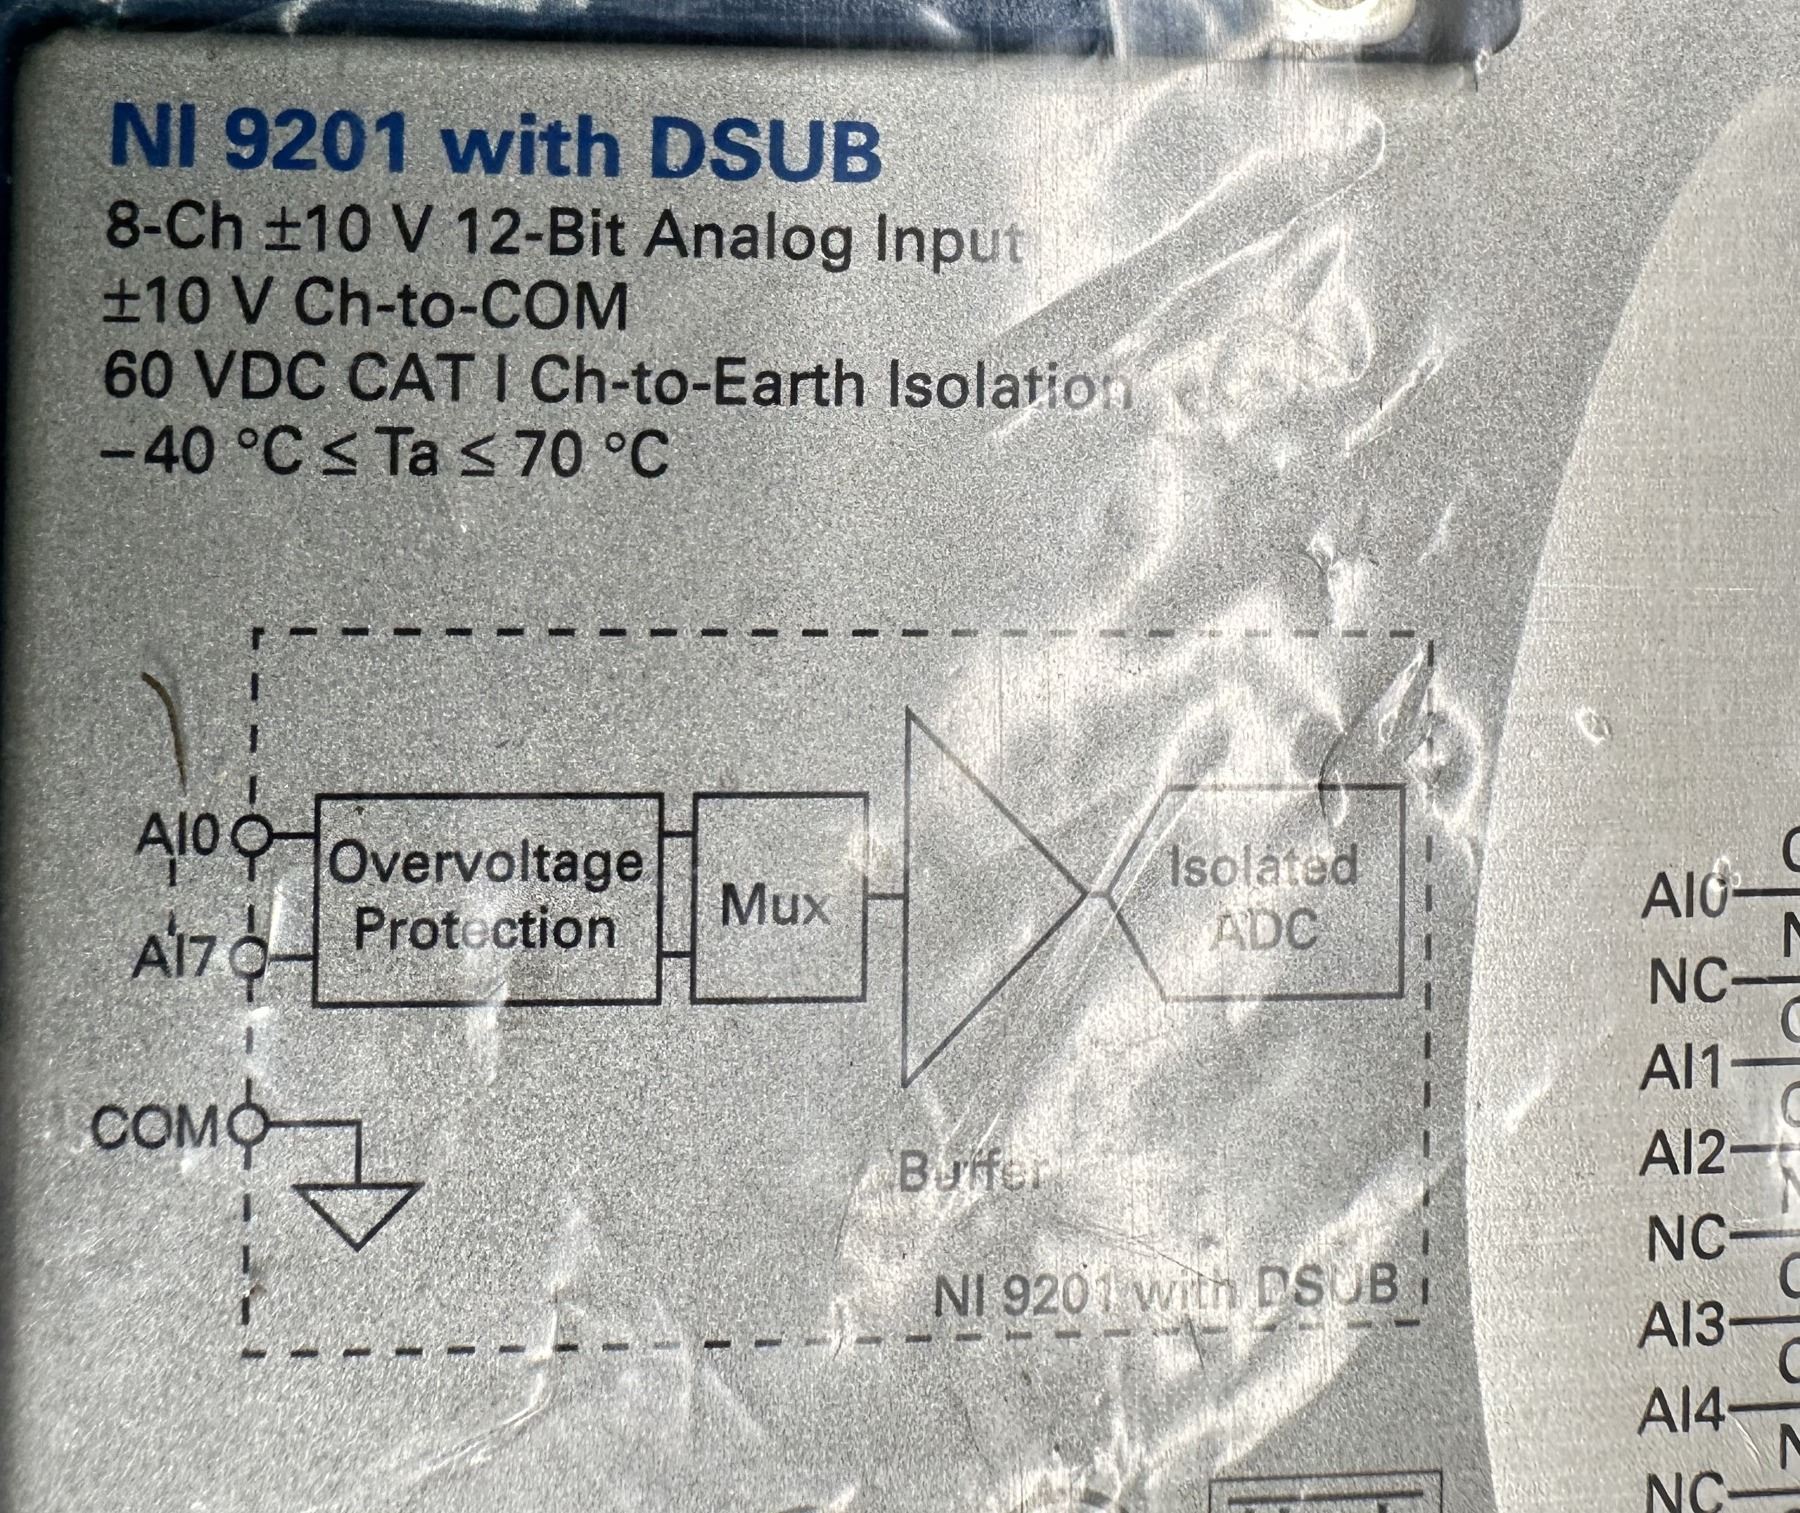 NI 9201 with DSUB
8-Ch ±10 V 12-Bit Analog Input
±10 V Ch-to-COM
60 VDC CAT I Ch-to-Earth Isolation
−40 °C ≤ Ta ≤ 70 °C
AI0
AI7
COM
Overvoltage
Protection
Mux
Buffer
Isolated
ADC
NI 9201 with DSUB
AI0
NC
AI1
AI2
NC
AI3
AI4
NC